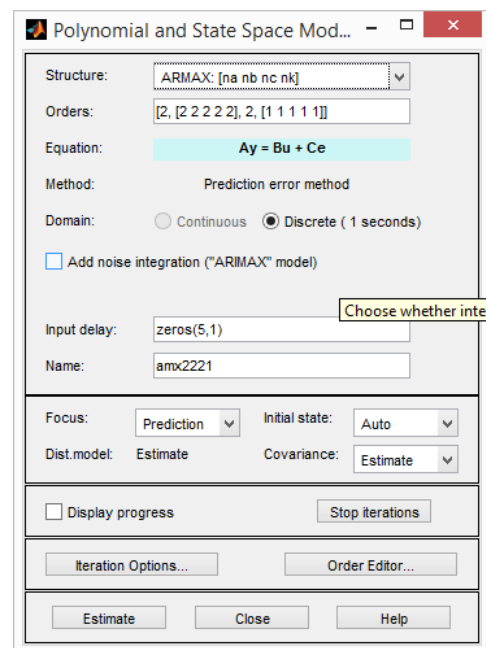 Polynomial and State Space Mod...
Structure: ARMAX: [na nb nc nk]
Orders: [2, [2 2 2 2 2], 2, [1 1 1 1 1]]
Equation: Ay = Bu + Ce
Method: Prediction error method
Domain: Continuous Discrete ( 1 seconds)
Add noise integration ("ARIMAX" model)
Choose whether inte
Input delay: zeros(5,1)
Name: amx2221
Focus: Prediction Initial state: Auto
Dist.model: Estimate Covariance: Estimate
Display progress Stop iterations
Iteration Options... Order Editor...
Estimate Close Help